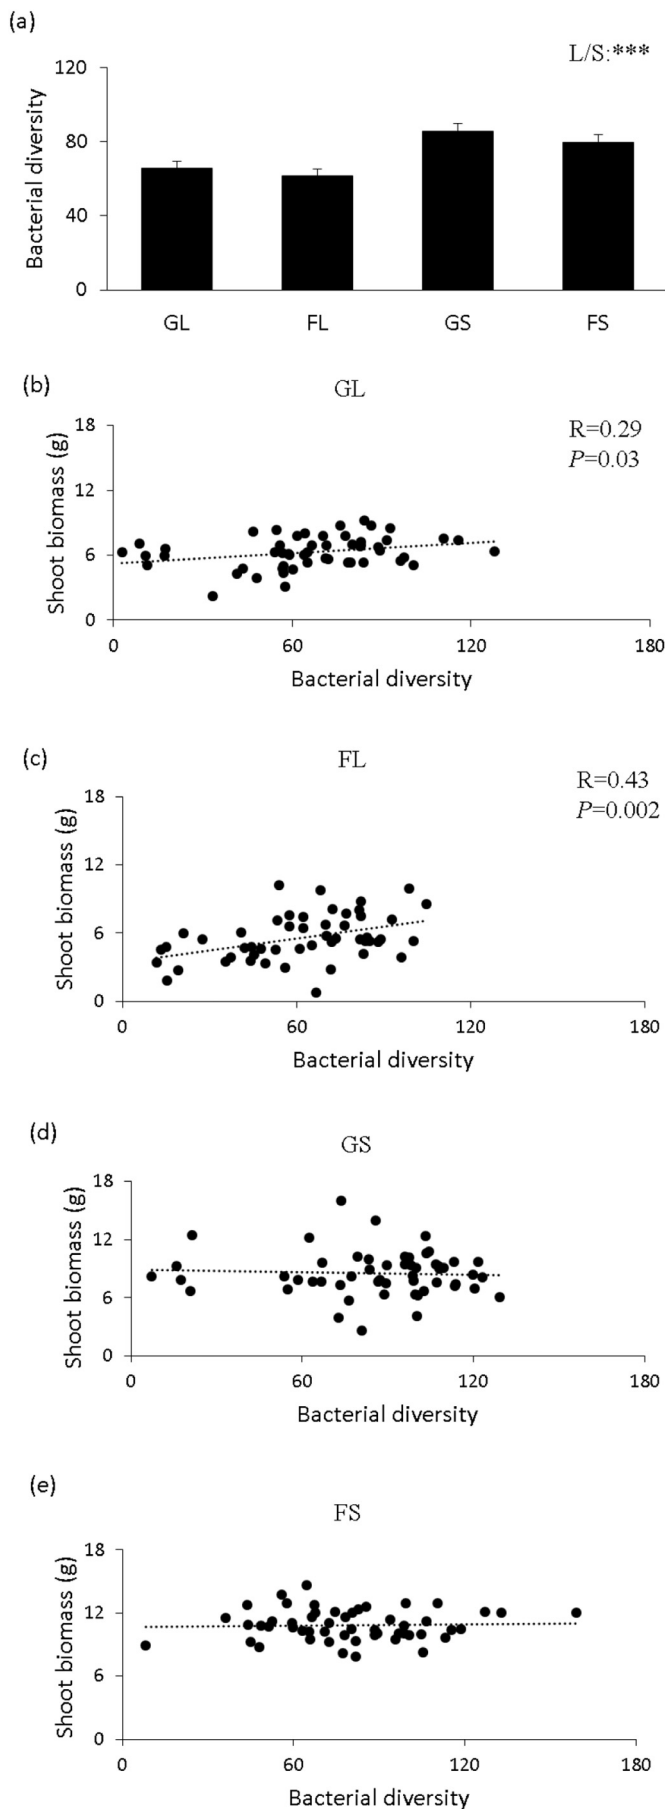 (a)
L/S:***
Bacterial diversity
120
80
40
0
GL FL GS FS
(b)
GL
R=0.29
P=0.03
Shoot biomass (g)
18
12
6
0
0 60 120 180
Bacterial diversity
(c)
FL
R=0.43
P=0.002
Shoot biomass (g)
18
12
6
0
0 60 120 180
Bacterial diversity
(d)
GS
Shoot biomass (g)
18
12
6
0
0 60 120 180
Bacterial diversity
(e)
FS
Shoot biomass (g)
18
12
6
0
0 60 120 180
Bacterial diversity